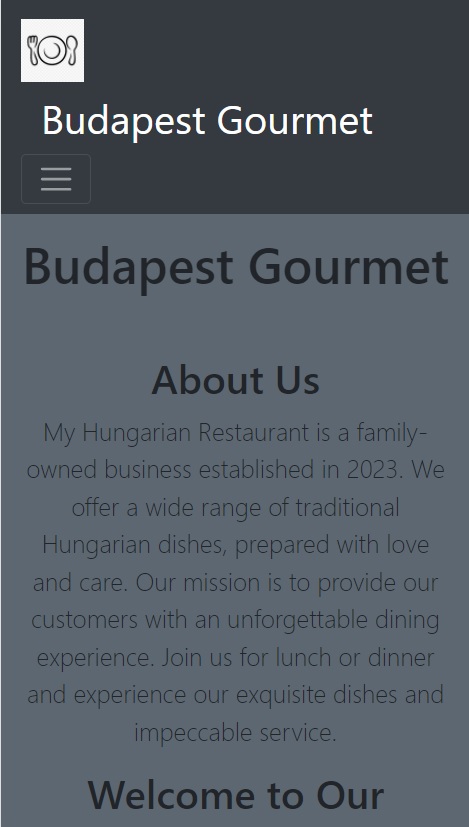 Budapest Gourmet
Budapest Gourmet
About Us
My Hungarian Restaurant is a family-
owned business established in 2023. We
offer a wide range of traditional
Hungarian dishes, prepared with love
and care. Our mission is to provide our
customers with an unforgettable dining
experience. Join us for lunch or dinner
and experience our exquisite dishes and
impeccable service.
Welcome to Our